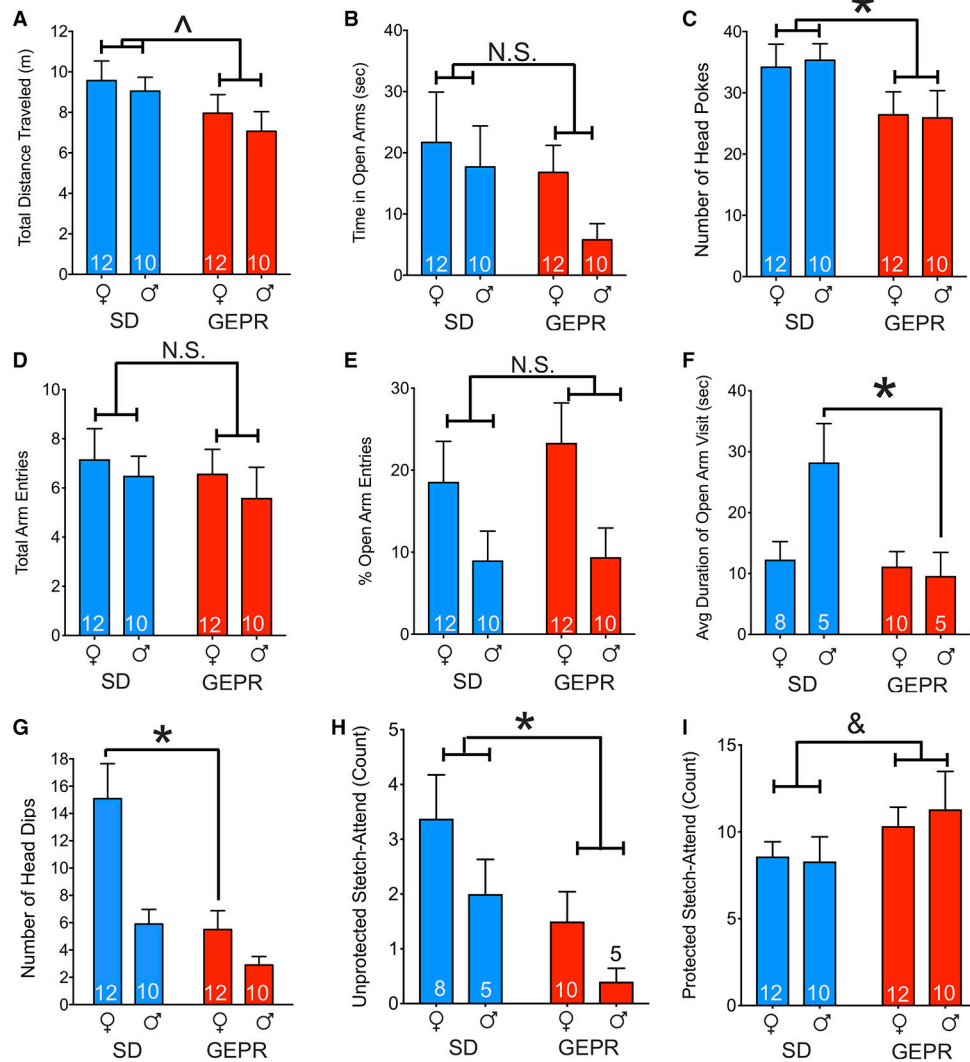 A
Total Distance Traveled (m)
12
10
8
6
4
2
0
^
12 10 12 10
♀ ♂ ♀ ♂
SD GEPR
B
Time in Open Arms (sec)
40
30
20
10
0
N.S.
12 10 12 10
♀ ♂ ♀ ♂
SD GEPR
C
Number of Head Pokes
40
30
20
10
0
*
12 10 12 10
♀ ♂ ♀ ♂
SD GEPR
D
Total Arm Entries
10
8
6
4
2
0
N.S.
12 10 12 10
♀ ♂ ♀ ♂
SD GEPR
E
% Open Arm Entries
30
20
10
0
N.S.
12 10 12 10
♀ ♂ ♀ ♂
SD GEPR
F
Avg Duration of Open Arm Visit (sec)
40
30
20
10
0
*
8 5 10 5
♀ ♂ ♀ ♂
SD GEPR
G
Number of Head Dips
18
16
14
12
10
8
6
4
2
0
*
12 10 12 10
♀ ♂ ♀ ♂
SD GEPR
H
Unprotected Stetch-Attend (Count)
5
4
3
2
1
0
*
8 5 10 5
♀ ♂ ♀ ♂
SD GEPR
I
Protected Stetch-Attend (Count)
15
10
5
0
&
12 10 12 10
♀ ♂ ♀ ♂
SD GEPR